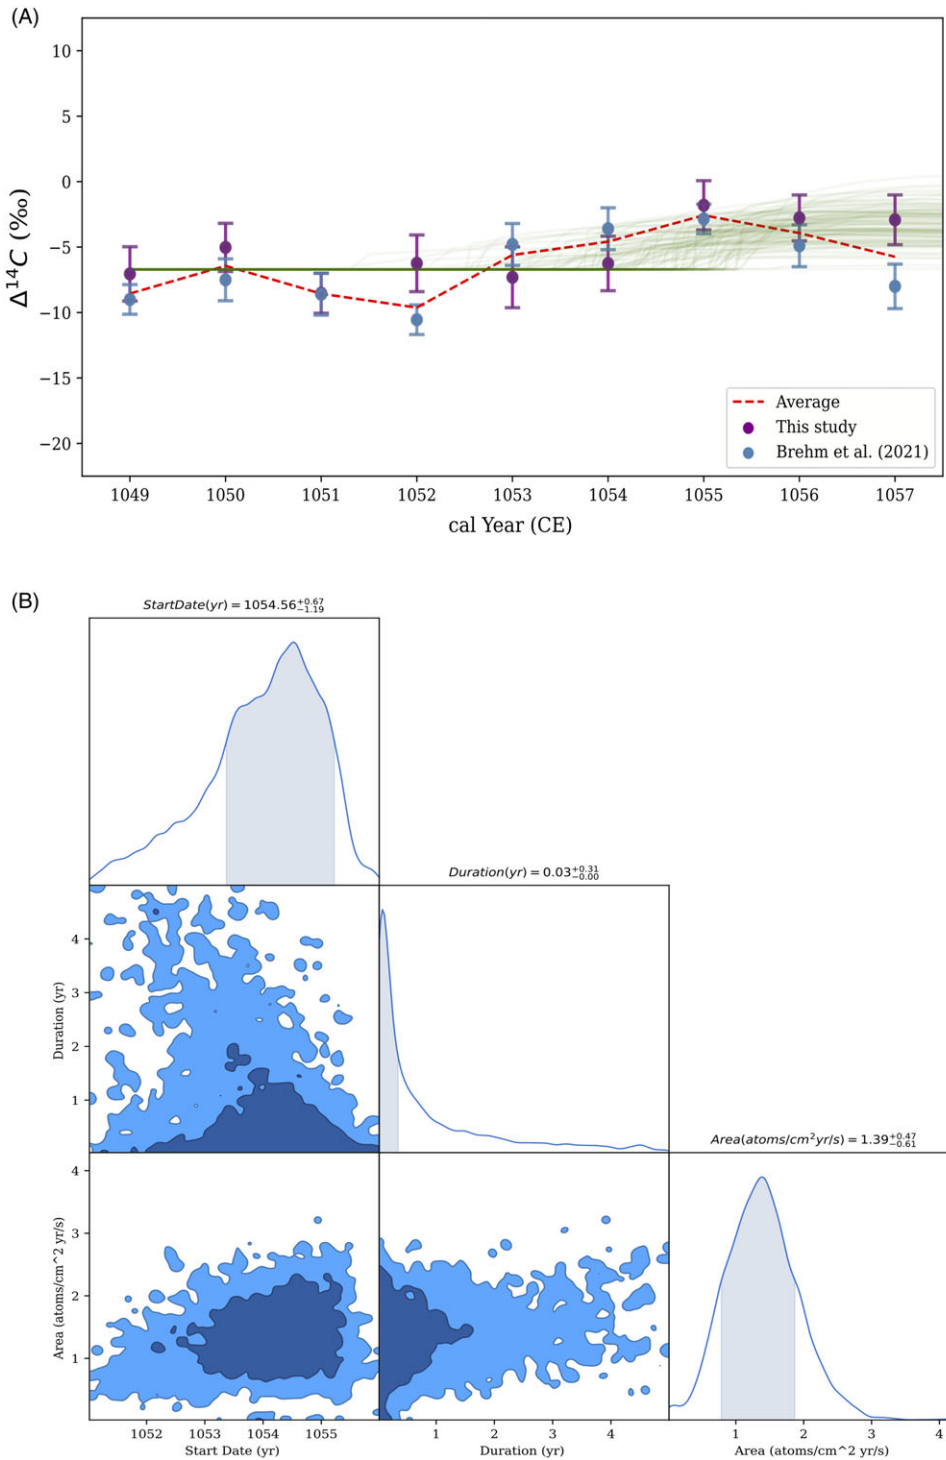 (A)
10
5
0
−5
−10
−15
−20
Δ¹⁴C (‰)
Average
This study
Brehm et al. (2021)
1049 1050 1051 1052 1053 1054 1055 1056 1057
cal Year (CE)
(B)
StartDate(yr) = 1054.56 +0.67 −1.19
Duration(yr) = 0.03 +0.31 −0.00
4
3
2
1
Duration (yr)
Area(atoms/cm²yr/s) = 1.39 +0.47 −0.61
4
3
2
1
Area (atoms/cm^2 yr/s)
1052 1053 1054 1055
Start Date (yr)
1 2 3 4
Duration (yr)
1 2 3 4
Area (atoms/cm^2 yr/s)